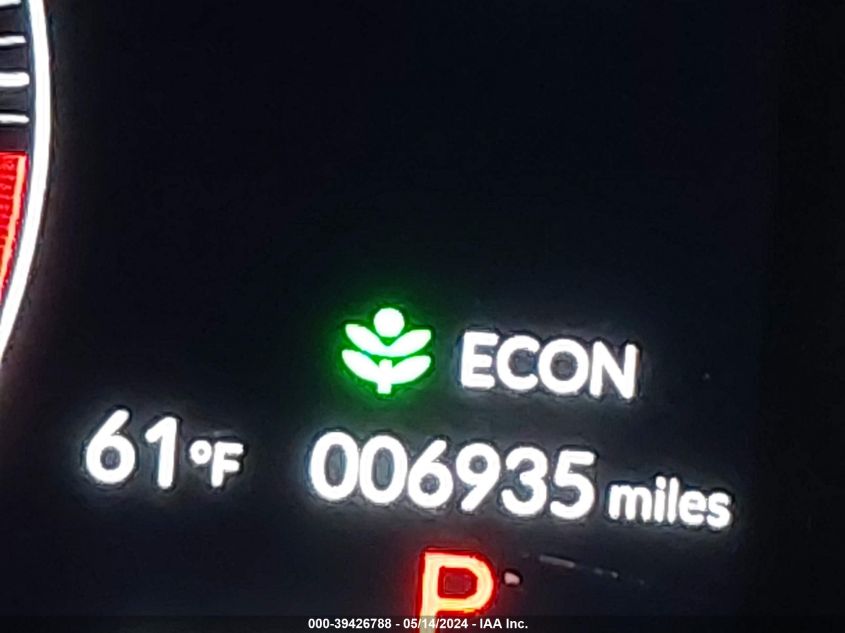 ECON
61°F 006935 miles
P
000-39426788 - 05/14/2024 - IAA Inc.